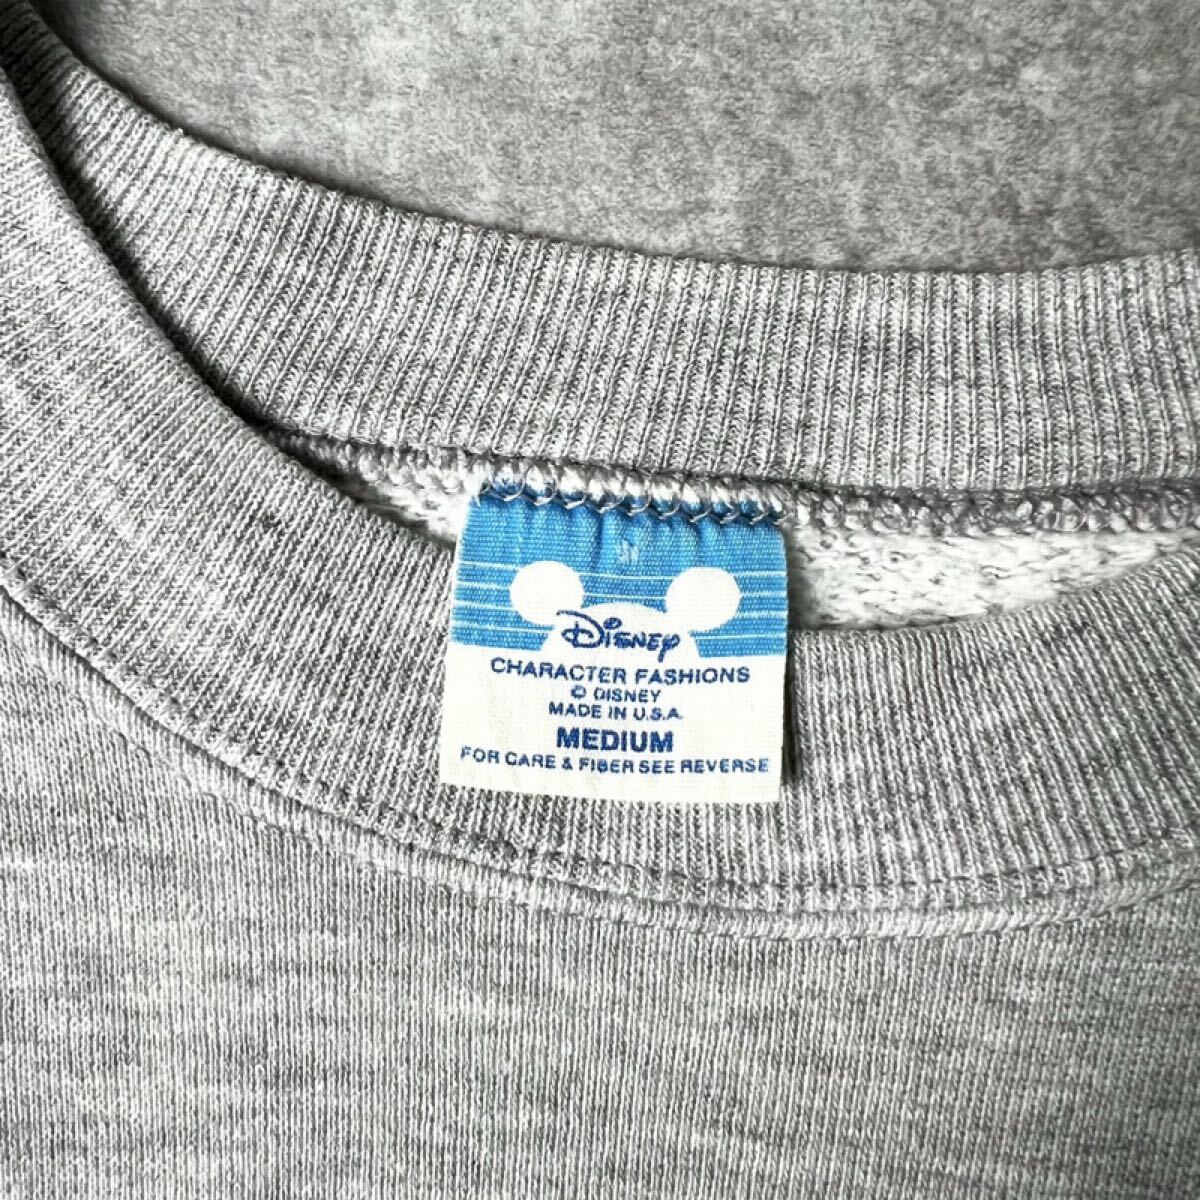 Disney
CHARACTER FASHIONS
© DISNEY
MADE IN U.S.A.
MEDIUM
FOR CARE & FIBER SEE REVERSE